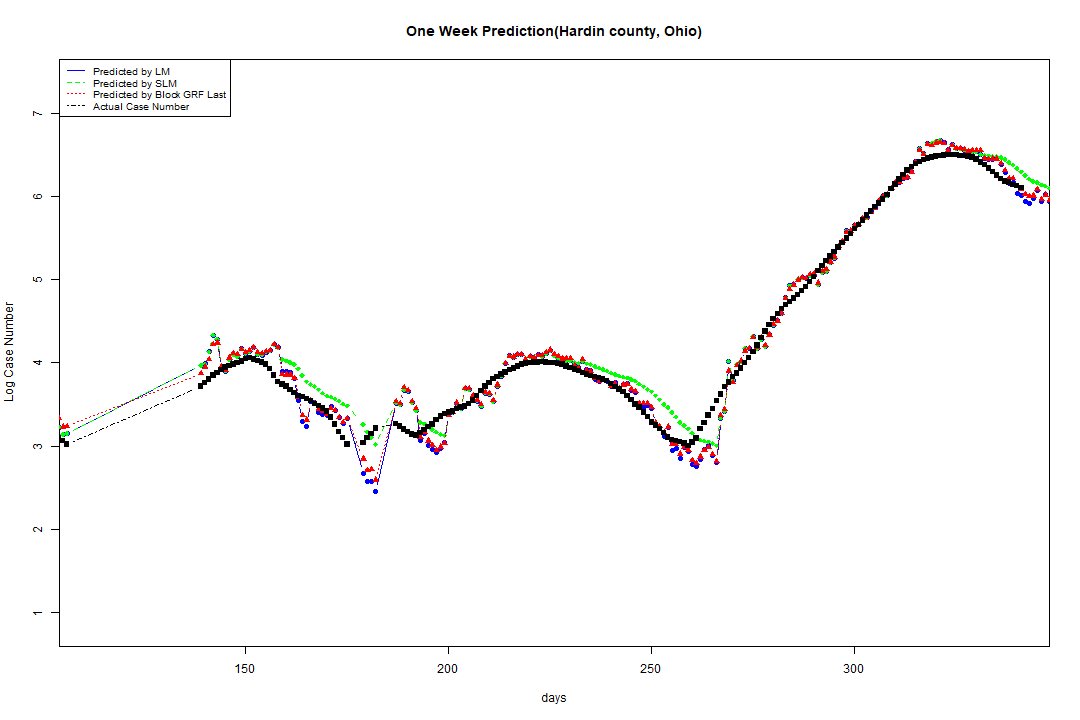 One Week Prediction(Hardin county, Ohio)
Predicted by LM
Predicted by SLM
Predicted by Block GRF Last
Actual Case Number
Log Case Number
7
6
5
4
3
2
1
150 200 250 300
days